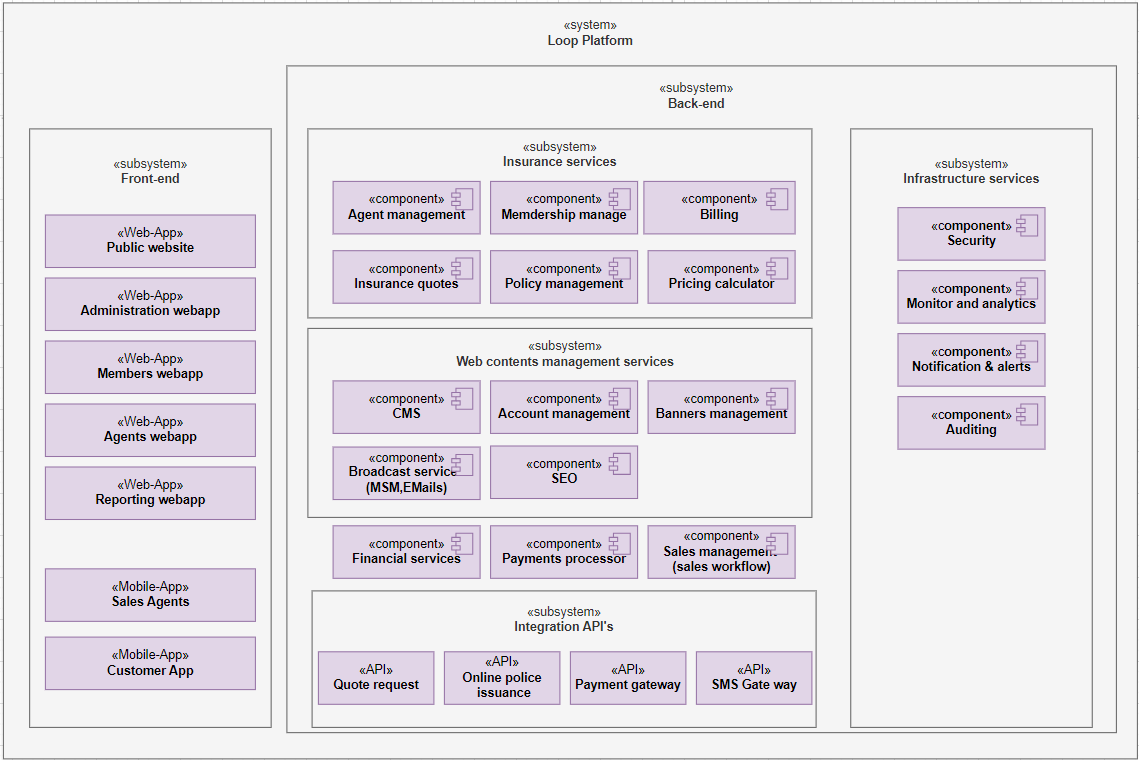 «system»
Loop Platform
«subsystem»
Back-end
«subsystem»
Front-end
«Web-App»
Public website
«Web-App»
Administration webapp
«Web-App»
Members webapp
«Web-App»
Agents webapp
«Web-App»
Reporting webapp
«Mobile-App»
Sales Agents
«Mobile-App»
Customer App
«subsystem»
Insurance services
«component»
Agent management
«component»
Memdership manage
«component»
Billing
«component»
Insurance quotes
«component»
Policy management
«component»
Pricing calculator
«subsystem»
Web contents management services
«component»
CMS
«component»
Account management
«component»
Banners management
«component»
Broadcast service
(MSM,EMails)
«component»
SEO
«component»
Financial services
«component»
Payments processor
«component»
Sales management
(sales workflow)
«subsystem»
Integration API's
«API»
Quote request
«API»
Online police
issuance
«API»
Payment gateway
«API»
SMS Gate way
«subsystem»
Infrastructure services
«component»
Security
«component»
Monitor and analytics
«component»
Notification & alerts
«component»
Auditing